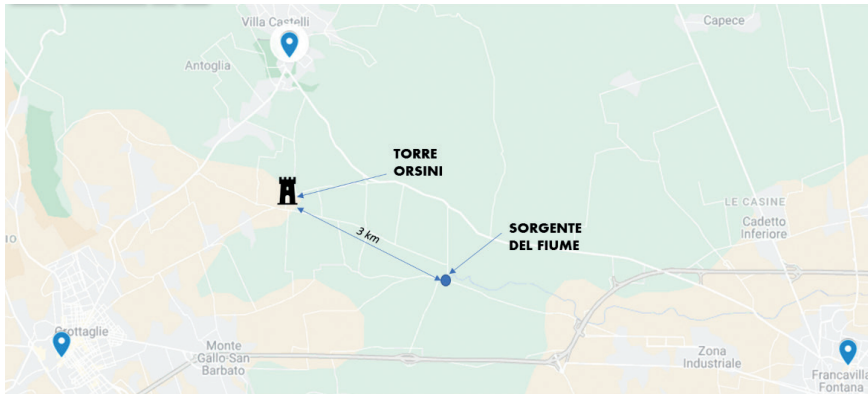 Villa Castelli
Capece
Antoglia
TORRE
ORSINI
LE CASINE
Cadetto
Inferiore
SORGENTE
DEL FIUME
3 km
IO
Grottaglie
Monte
Gallo-San
Barbato
Zona
Industriale
Francavilla
Fontana